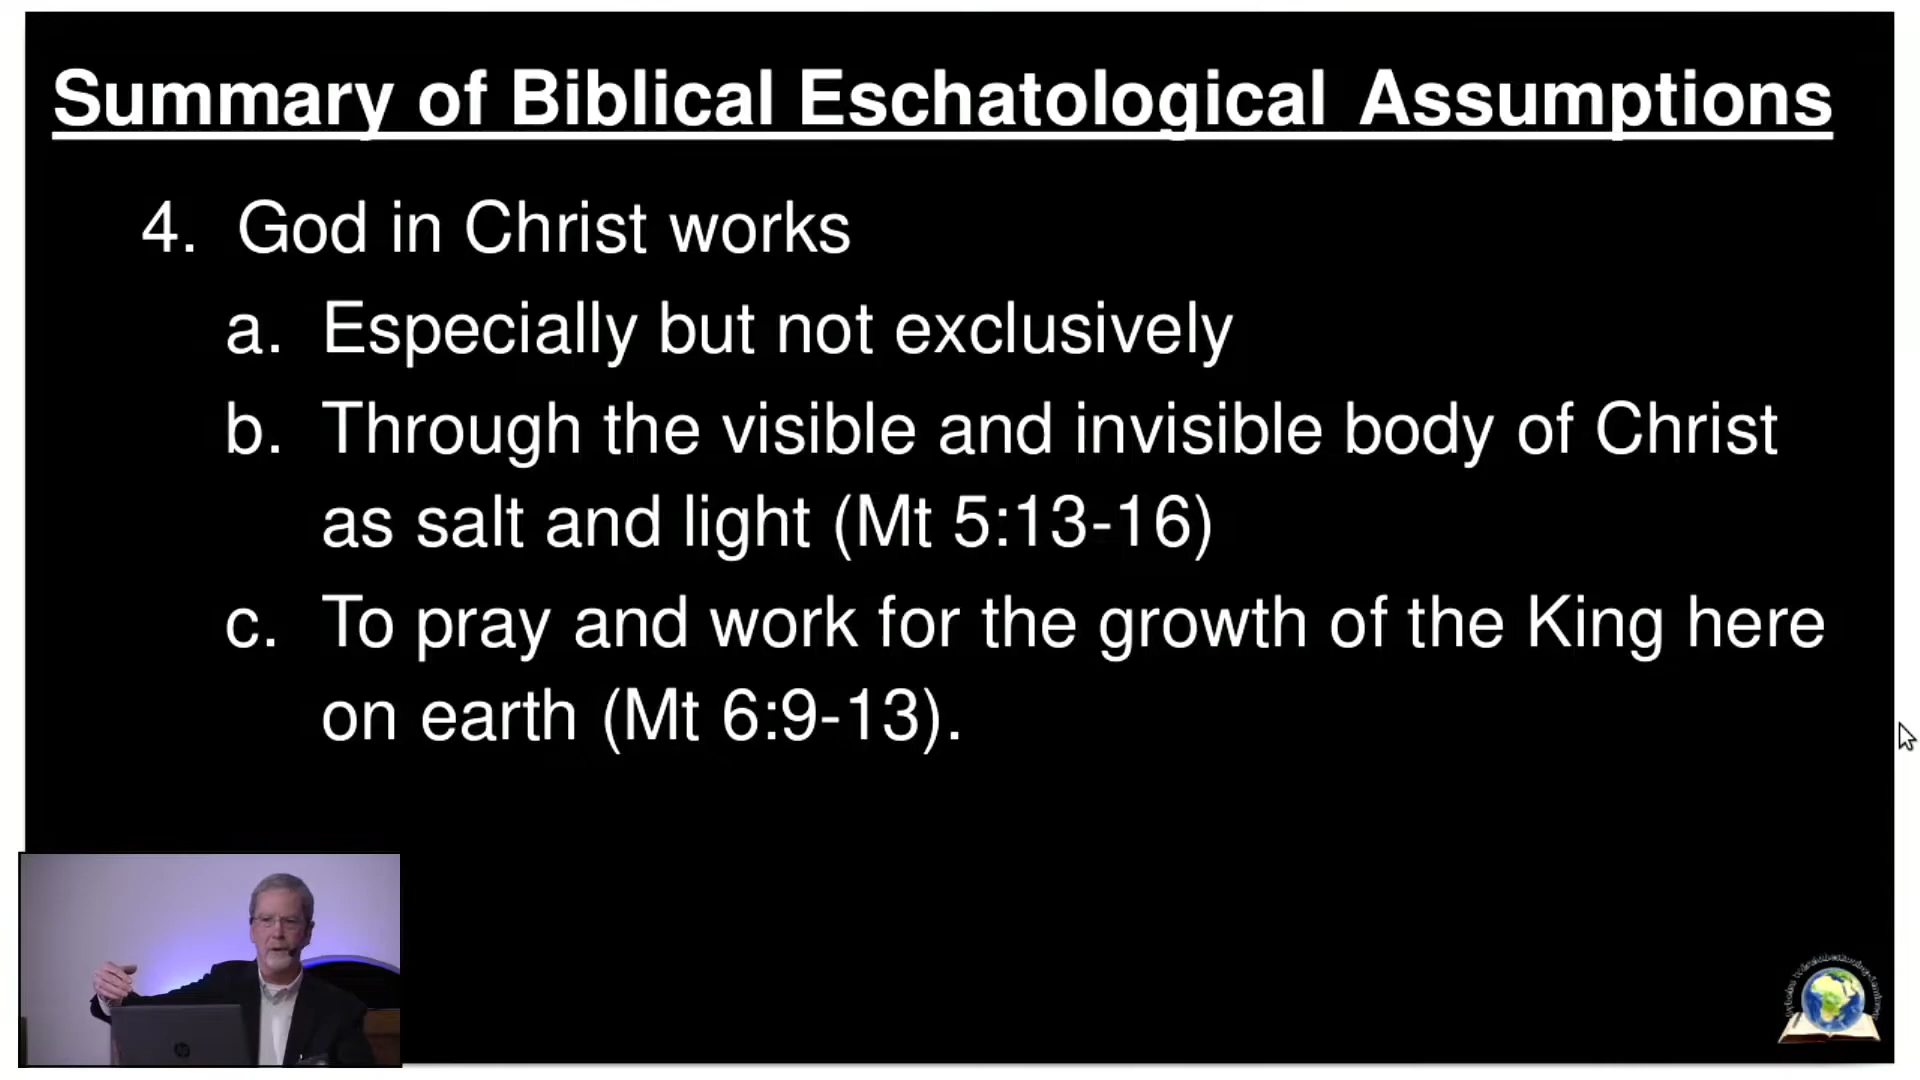 Summary of Biblical Eschatological Assumptions
4. God in Christ works
a. Especially but not exclusively
b. Through the visible and invisible body of Christ
as salt and light (Mt 5:13-16)
c. To pray and work for the growth of the King here
on earth (Mt 6:9-13).
hp